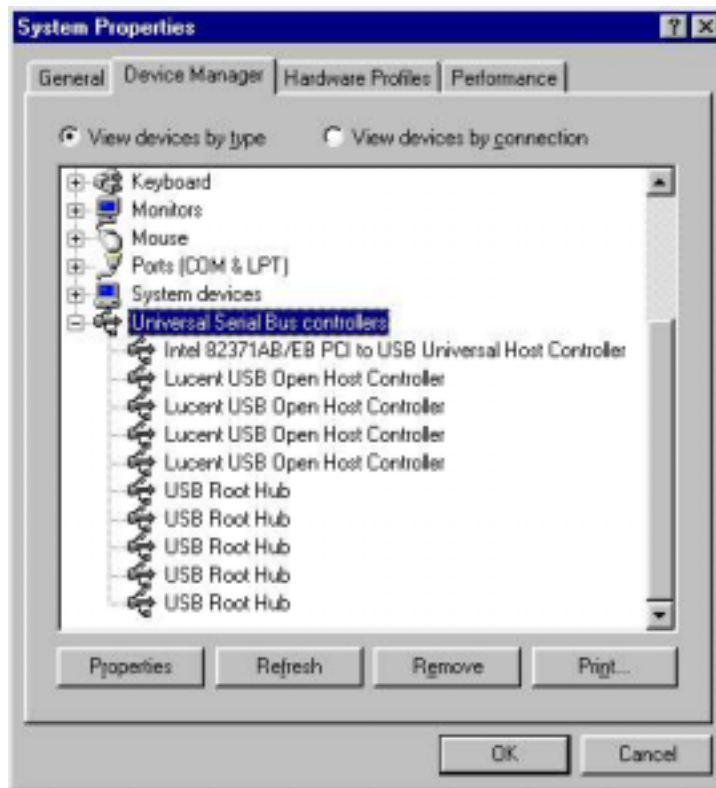 System Properties
General Device Manager Hardware Profiles Performance
View devices by type View devices by connection
Keyboard
Monitors
Mouse
Ports (COM & LPT)
System devices
Universal Serial Bus controllers
Intel 82371AB/EB PCI to USB Universal Host Controller
Lucent USB Open Host Controller
Lucent USB Open Host Controller
Lucent USB Open Host Controller
Lucent USB Open Host Controller
USB Root Hub
USB Root Hub
USB Root Hub
USB Root Hub
USB Root Hub
Properties Refresh Remove Print...
OK Cancel